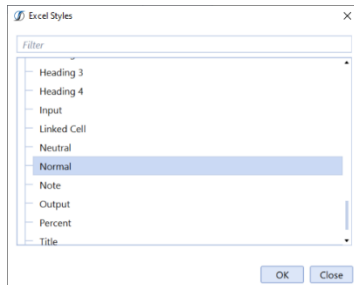 Excel Styles
Filter
Heading 3
Heading 4
Input
Linked Cell
Neutral
Normal
Note
Output
Percent
Title
OK Close